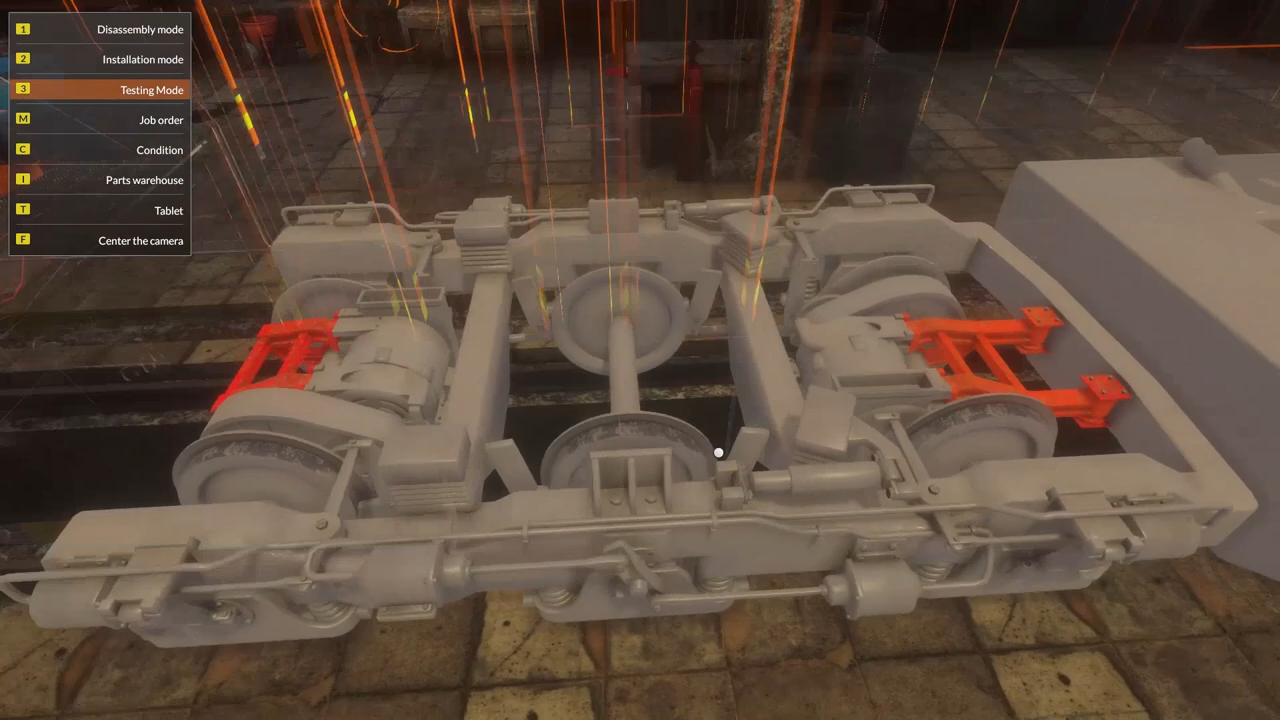 1 Disassembly mode
2 Installation mode
3 Testing Mode
M Job order
C Condition
I Parts warehouse
T Tablet
F Center the camera